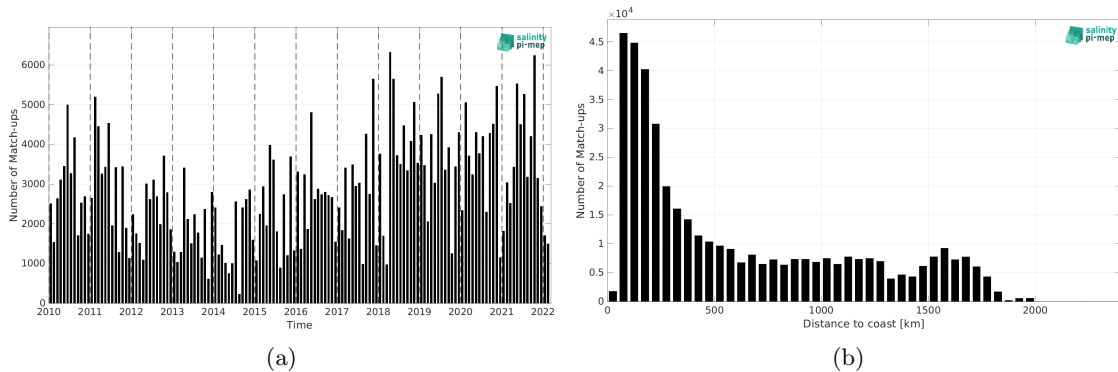 salinity
pi-mep
6000
5000
4000
3000
2000
1000
0
Number of Match-ups
2010 2011 2012 2013 2014 2015 2016 2017 2018 2019 2020 2021 2022
Time
(a)
×10⁴
salinity
pi-mep
4.5
4
3.5
3
2.5
2
1.5
1
0.5
0
Number of Match-ups
0 500 1000 1500 2000
Distance to coast [km]
(b)